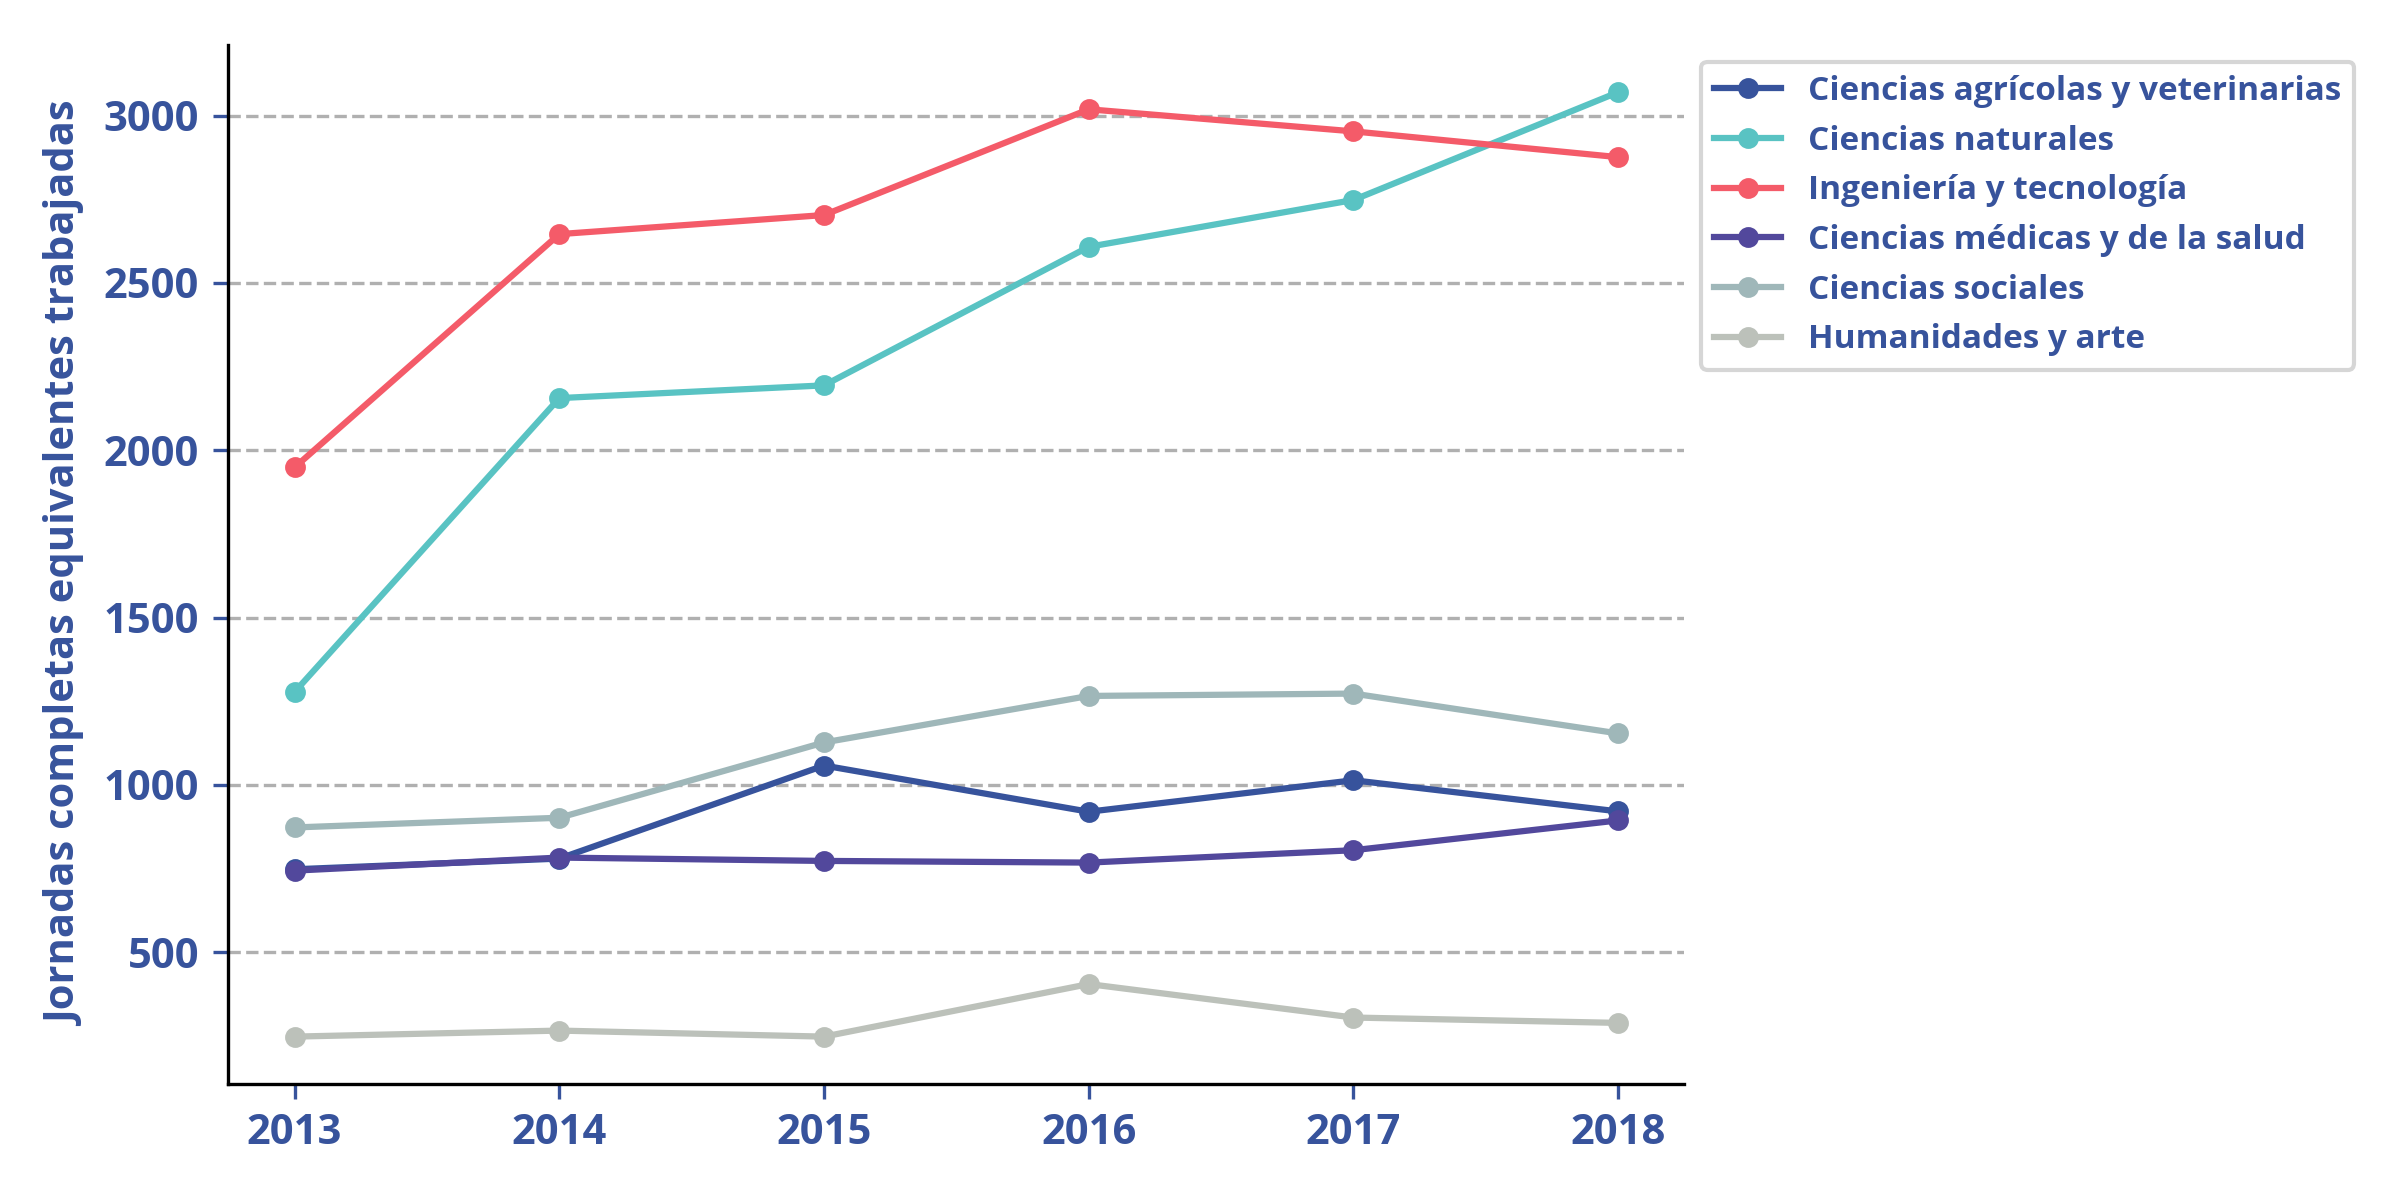 Jornadas completas equivalentes trabajadas
3000
2500
2000
1500
1000
500
2013 2014 2015 2016 2017 2018
Ciencias agrícolas y veterinarias
Ciencias naturales
Ingeniería y tecnología
Ciencias médicas y de la salud
Ciencias sociales
Humanidades y arte